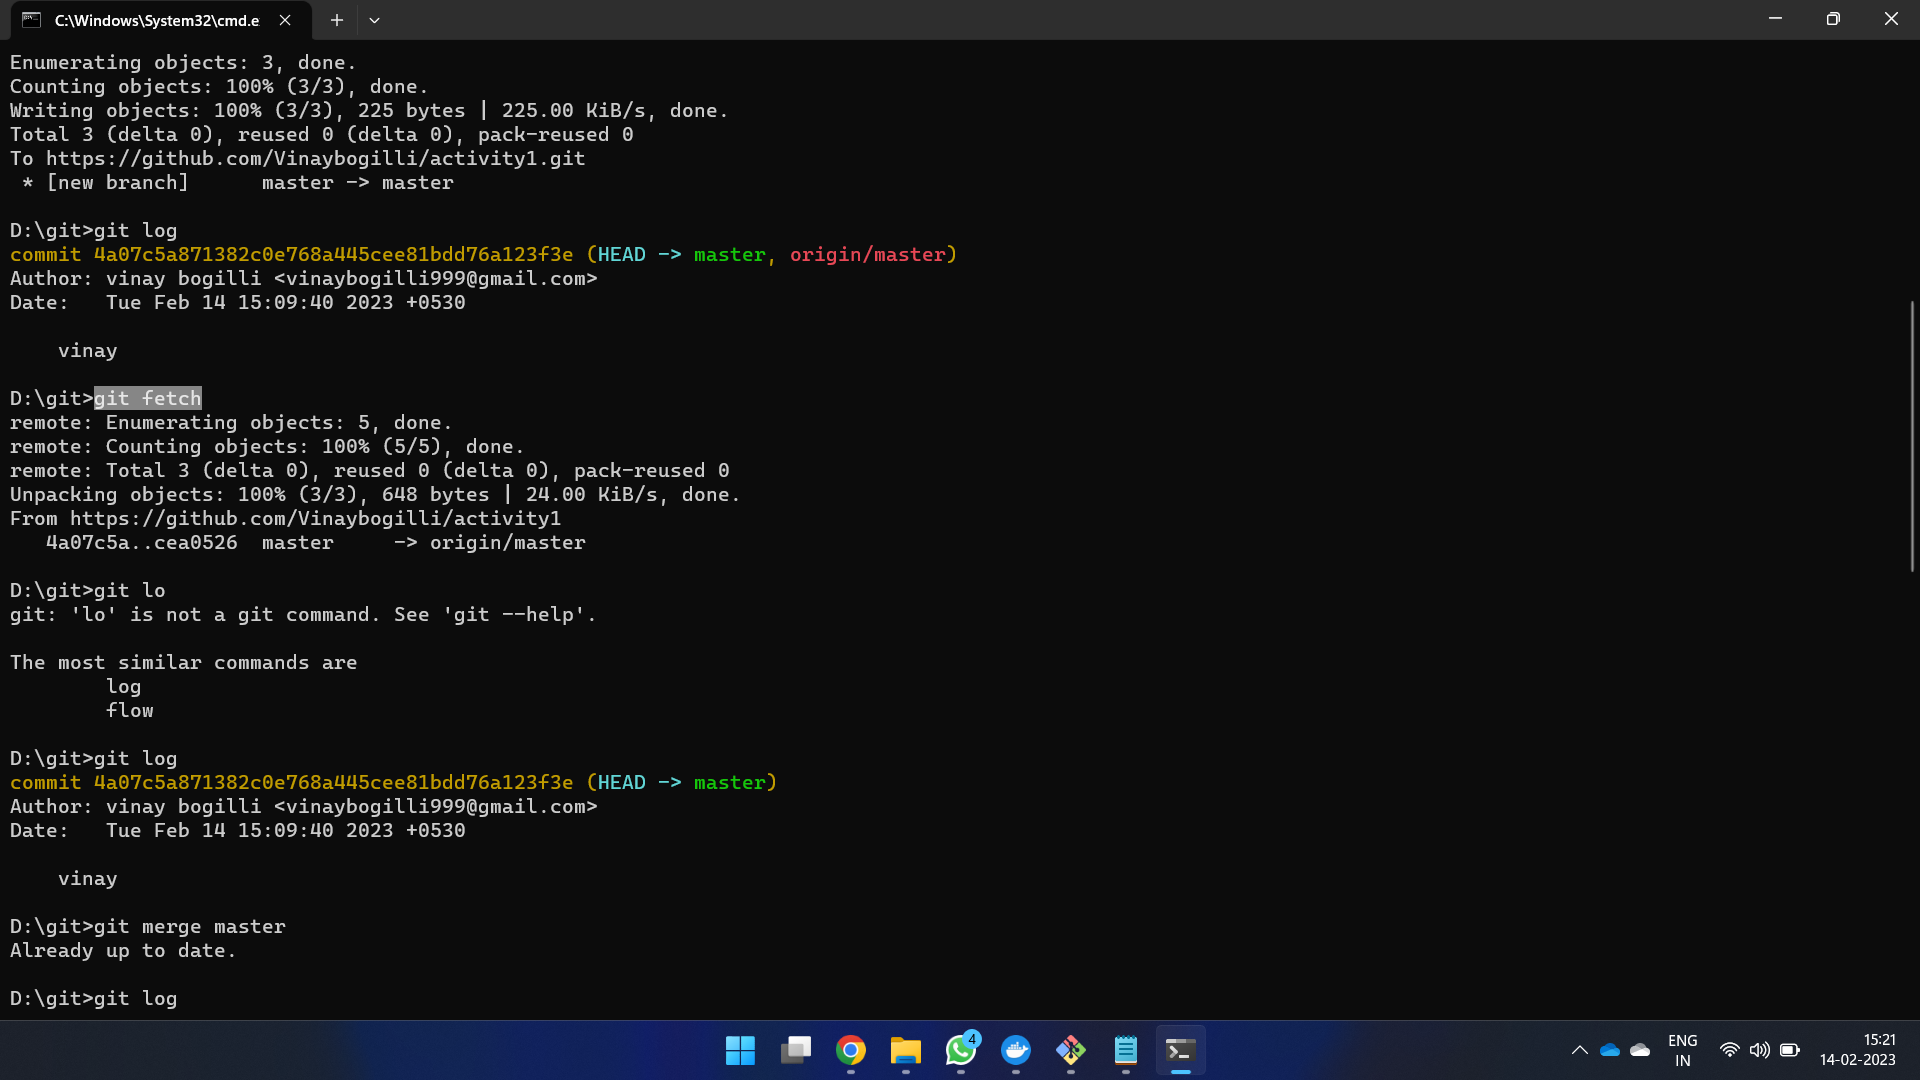 C:\Windows\System32\cmd.e
Enumerating objects: 3, done.
Counting objects: 100% (3/3), done.
Writing objects: 100% (3/3), 225 bytes | 225.00 KiB/s, done.
Total 3 (delta 0), reused 0 (delta 0), pack-reused 0
To https://github.com/Vinaybogilli/activity1.git
 * [new branch]      master -> master
D:\git>git log
commit 4a07c5a871382c0e768a445cee81bdd76a123f3e (HEAD -> master, origin/master)
Author: vinay bogilli <vinaybogilli999@gmail.com>
Date:   Tue Feb 14 15:09:40 2023 +0530
    vinay
D:\git>git fetch
remote: Enumerating objects: 5, done.
remote: Counting objects: 100% (5/5), done.
remote: Total 3 (delta 0), reused 0 (delta 0), pack-reused 0
Unpacking objects: 100% (3/3), 648 bytes | 24.00 KiB/s, done.
From https://github.com/Vinaybogilli/activity1
   4a07c5a..cea0526  master     -> origin/master
D:\git>git lo
git: 'lo' is not a git command. See 'git --help'.
The most similar commands are
        log
        flow
D:\git>git log
commit 4a07c5a871382c0e768a445cee81bdd76a123f3e (HEAD -> master)
Author: vinay bogilli <vinaybogilli999@gmail.com>
Date:   Tue Feb 14 15:09:40 2023 +0530
    vinay
D:\git>git merge master
Already up to date.
D:\git>git log
4
ENG
IN
15:21
14-02-2023